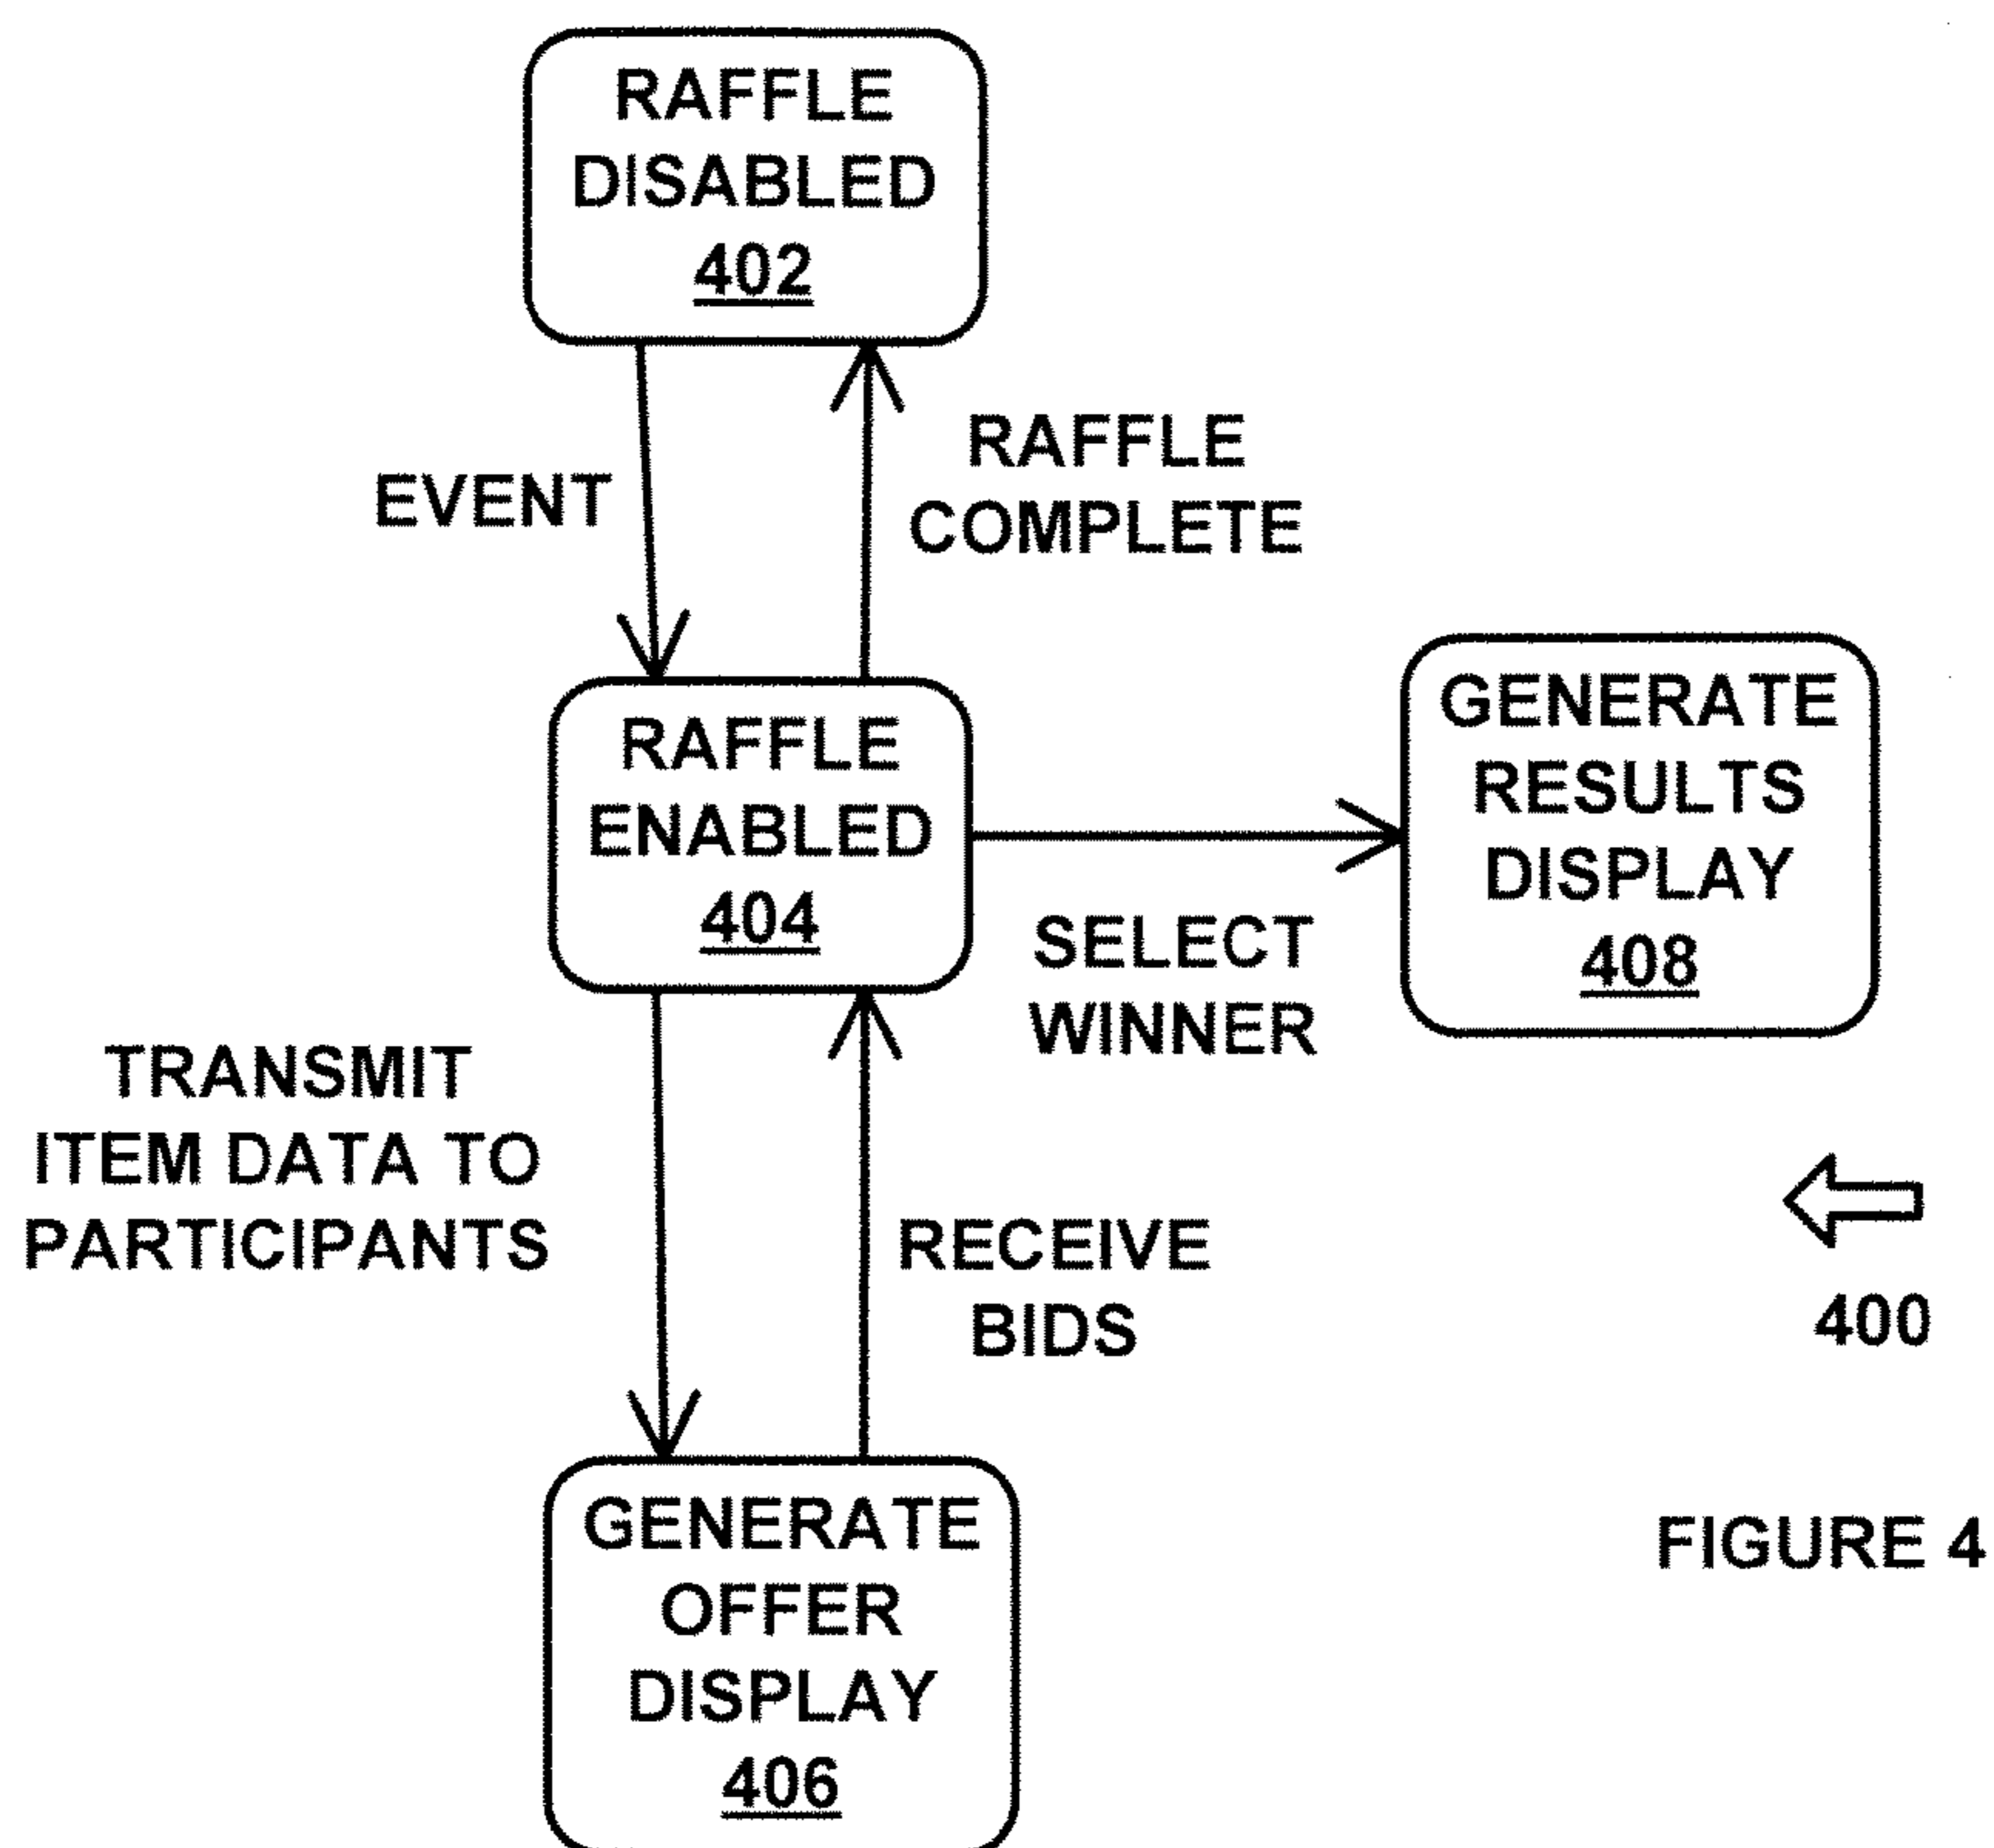 RAFFLE
DISABLED
402
EVENT
RAFFLE
COMPLETE
RAFFLE
ENABLED
404
GENERATE
RESULTS
DISPLAY
408
SELECT
WINNER
TRANSMIT
ITEM DATA TO
PARTICIPANTS
RECEIVE
BIDS
400
GENERATE
OFFER
DISPLAY
406
FIGURE 4